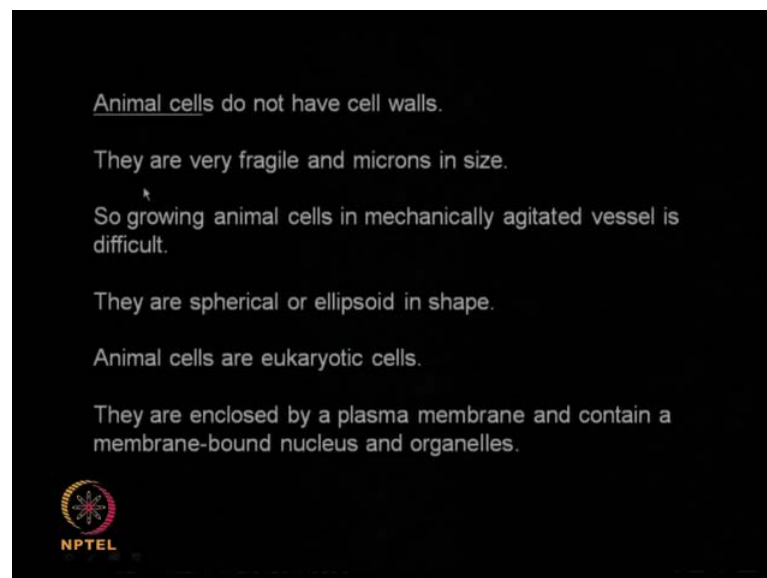 Animal cells do not have cell walls.
They are very fragile and microns in size.
So growing animal cells in mechanically agitated vessel is
difficult.
They are spherical or ellipsoid in shape.
Animal cells are eukaryotic cells.
They are enclosed by a plasma membrane and contain a
membrane-bound nucleus and organelles.
NPTEL